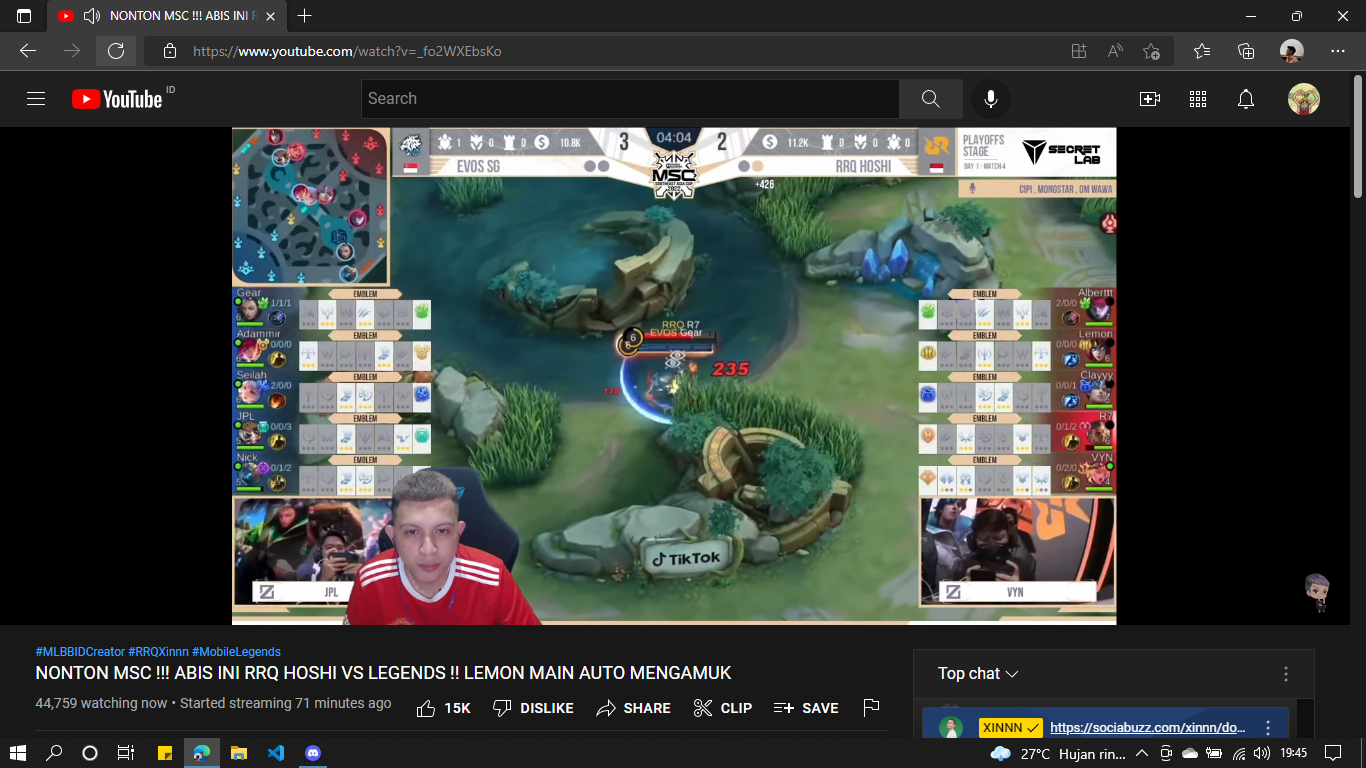 NONTON MSC !!! ABIS INI R
https://www.youtube.com/watch?v=_fo2WXEbsKo
YouTube ID
Search
1 0 0 10.8K 3 04:04 2 11.2K 0 0 0
EVOS SG
RRQ HOSHI
MSC
SOUTHEAST ASIA CUP
2022
+426
PLAYOFFS
STAGE
DAY 1 - MATCH 4
SECRET
LAB
CIPI , MONGSTAR , OM WAWA
Gear
1/1/1
EMBLEM
Adammir
0/0/0
EMBLEM
Seilah
2/0/0
EMBLEM
JPL
0/0/3
EMBLEM
Nick
0/1/2
EMBLEM
EMBLEM
Albertttt
2/0/0
EMBLEM
Lemon
0/0/0
EMBLEM
Clayyy
0/0/1
EMBLEM
R7
0/1/2
EMBLEM
VYN
0/2/0
RRQ R7
EVOS Gear
6
235
TikTok
JPL
VYN
#MLBBIDCreator #RRQXinnn #MobileLegends
NONTON MSC !!! ABIS INI RRQ HOSHI VS LEGENDS !! LEMON MAIN AUTO MENGAMUK
44,759 watching now • Started streaming 71 minutes ago
15K DISLIKE SHARE CLIP SAVE
Top chat
XINNN https://sociabuzz.com/xinnn/do...
27°C Hujan rin... 19:45